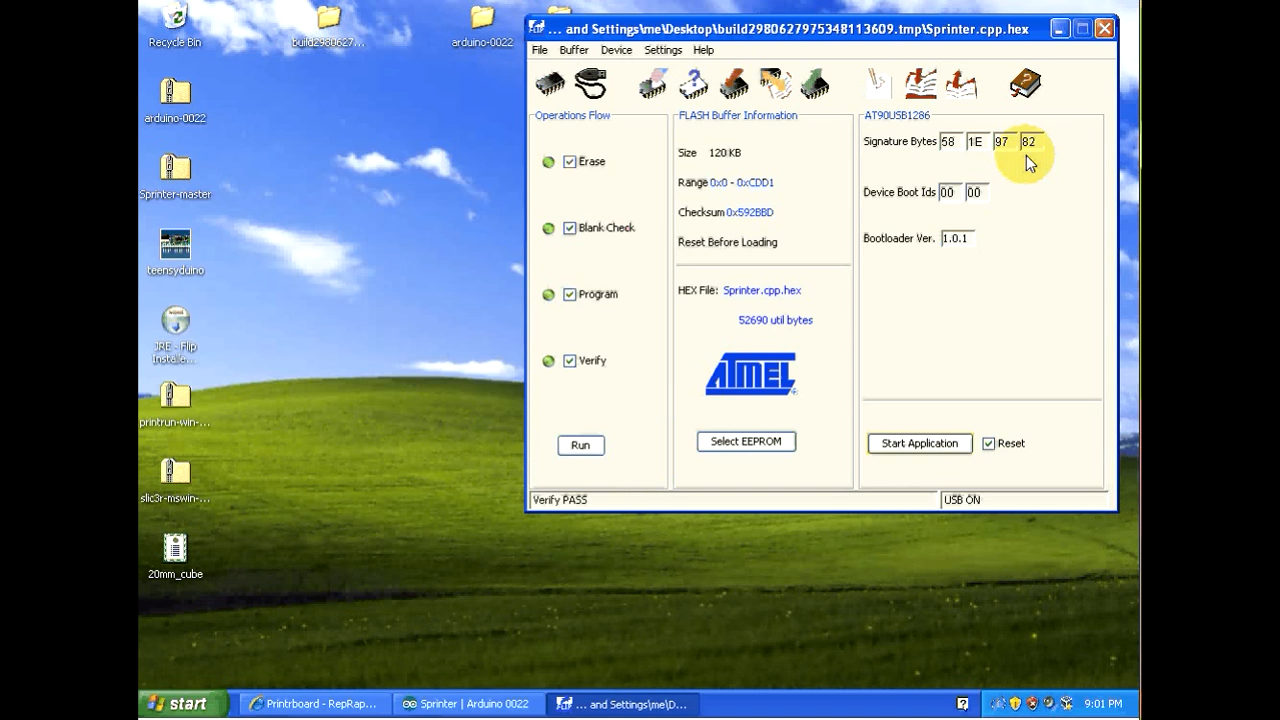 Recycle Bin
build2980627...
arduino-0022
arduino-0022
Sprinter-master
teensyduino
JRE - Flip
Installe...
printrun-win-...
slic3r-mswin-...
20mm_cube
... and Settings\me\Desktop\build2980627975348113609.tmp\Sprinter.cpp.hex
File Buffer Device Settings Help
Operations Flow
Erase
Blank Check
Program
Verify
Run
FLASH Buffer Information
Size 120 KB
Range 0x0 - 0xCDD1
Checksum 0x592BBD
Reset Before Loading
HEX File: Sprinter.cpp.hex
52690 util bytes
ATMEL
Select EEPROM
AT90USB1286
Signature Bytes 58 1E 97 82
Device Boot Ids 00 00
Bootloader Ver. 1.0.1
Start Application Reset
Verify PASS USB ON
start
Printrboard - RepRap...
Sprinter | Arduino 0022
... and Settings\me\D...
9:01 PM